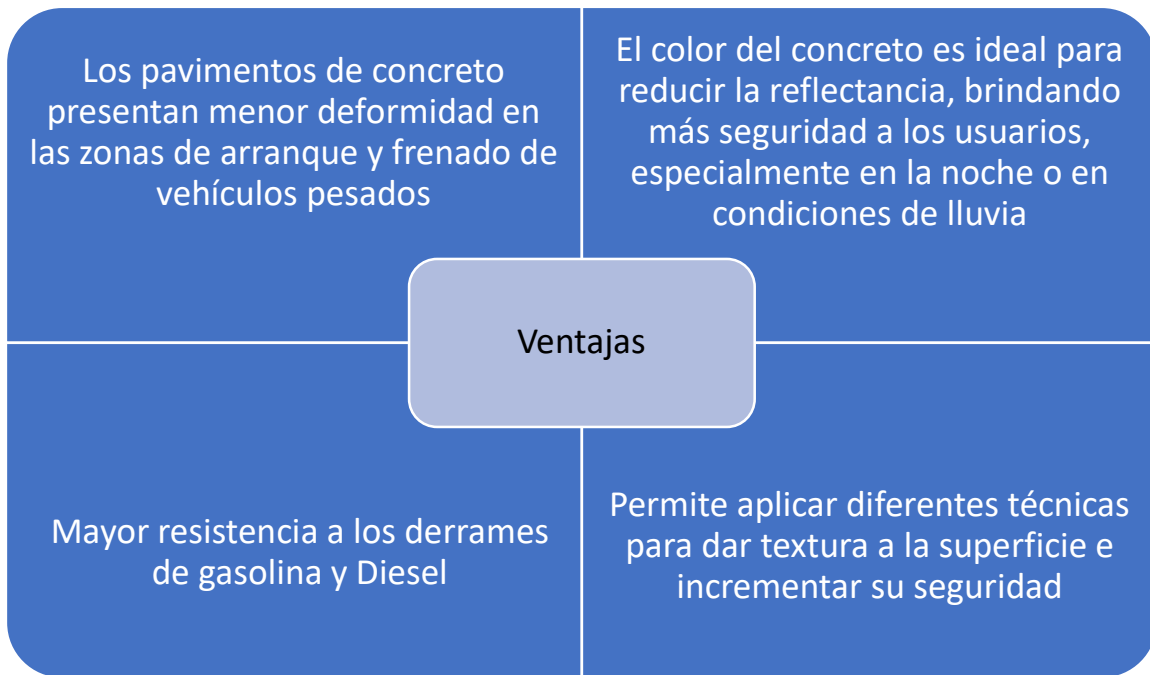 Los pavimentos de concreto
presentan menor deformidad en
las zonas de arranque y frenado de
vehículos pesados
El color del concreto es ideal para
reducir la reflectancia, brindando
más seguridad a los usuarios,
especialmente en la noche o en
condiciones de lluvia
Ventajas
Mayor resistencia a los derrames
de gasolina y Diesel
Permite aplicar diferentes técnicas
para dar textura a la superficie e
incrementar su seguridad